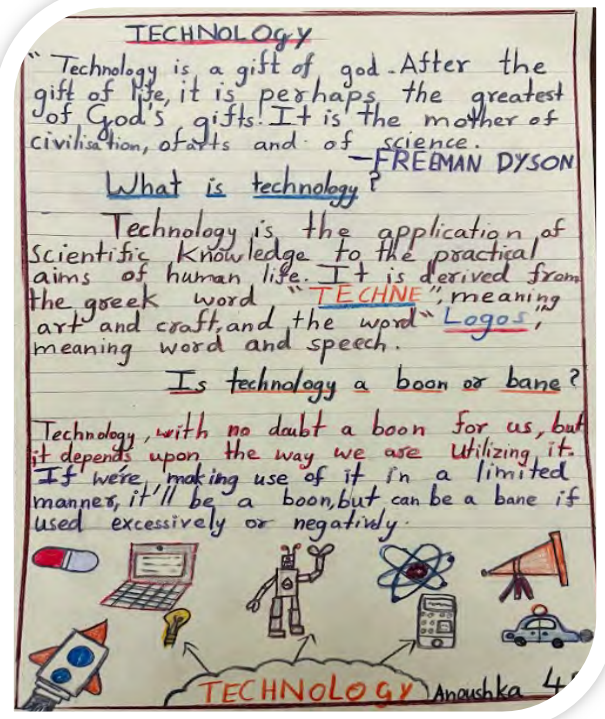 TECHNOLOGY
" Technology is a gift of god. After the
gift of life, it is perhaps the greatest
of God's gifts! It is the mother of
civilisation, of arts and of science.
—FREEMAN DYSON
What is technology?
Technology is the application of
Scientific Knowledge to the practical
aims of human life. It is derived from
the greek word "TECHNE", meaning
art and craft, and the word "Logos",
meaning word and speech.
Is technology a boon or bane?
Technology, with no doubt a boon for us, but
it depends upon the way we are utilizing it.
If we're making use of it in a limited
manner, it'll be a boon, but can be a bane if
used excessively or negatively.
TECHNOLOGY
Anoushka